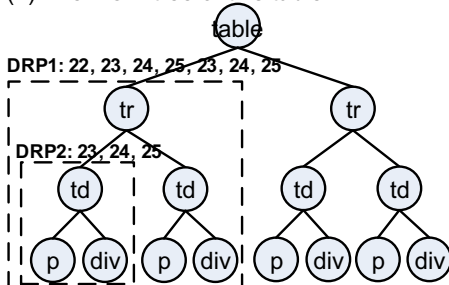 table
DRP1: 22, 23, 24, 25, 23, 24, 25
tr tr
DRP2: 23, 24, 25
td td td td
p div p div p div p div